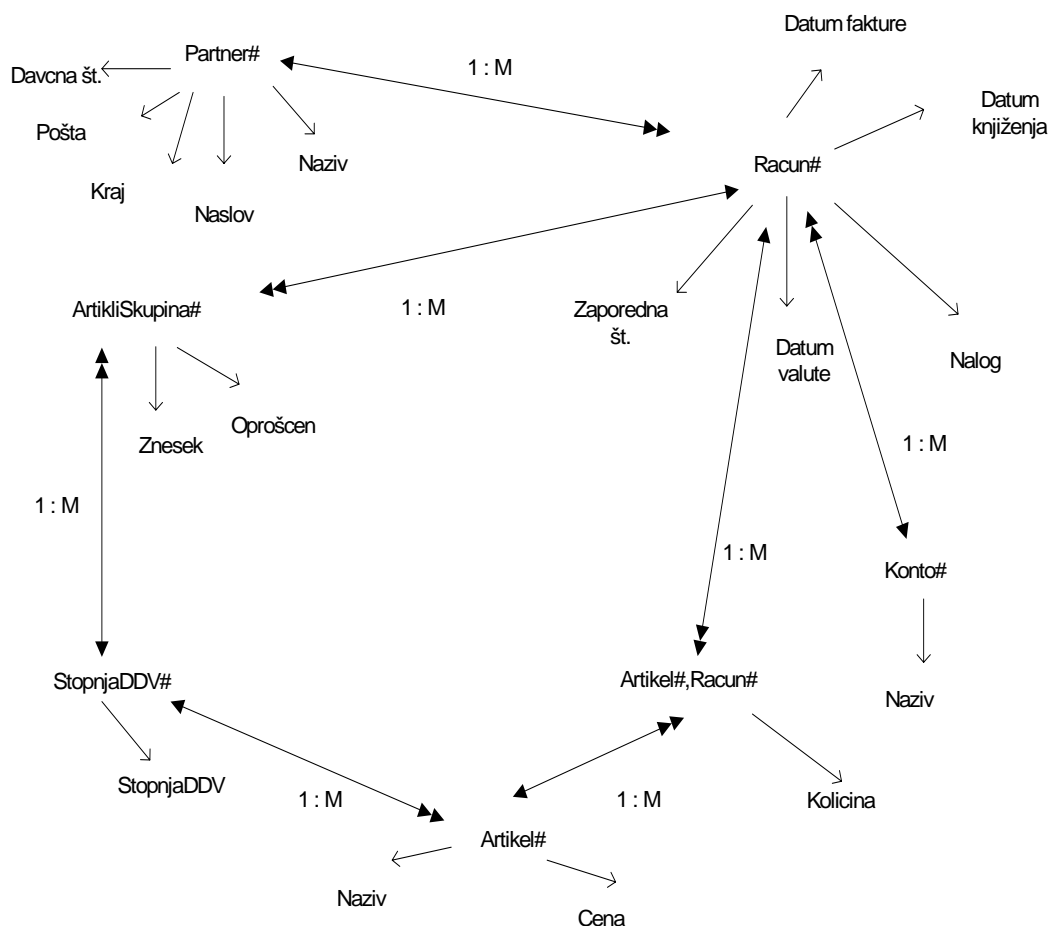 Datum fakture
Partner#
1 : M
Davcna št.
Datum
knjiženja
Pošta
Naziv
Racun#
Kraj
Naslov
ArtikliSkupina#
1 : M
Zaporedna
št.
Datum
valute
Nalog
Oprošcen
Znesek
1 : M
1 : M
1 : M
Konto#
StopnjaDDV#
Artikel#,Racun#
Naziv
StopnjaDDV
1 : M
1 : M
Kolicina
Artikel#
Naziv
Cena